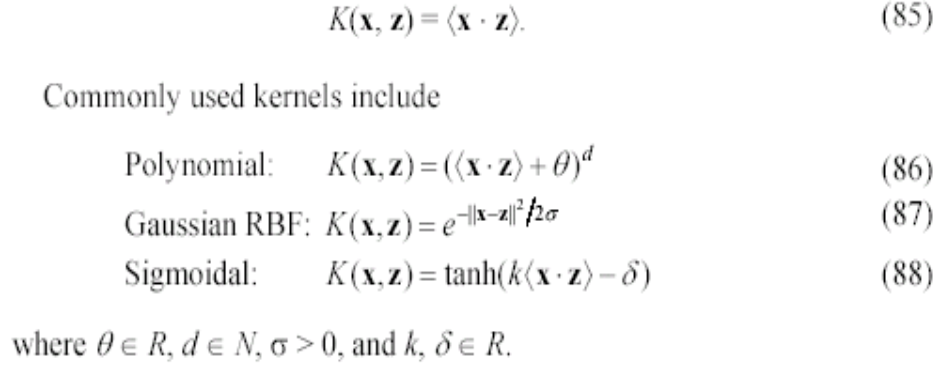 K(x, z) = ⟨x · z⟩. (85)
Commonly used kernels include
Polynomial: K(x, z) = (⟨x · z⟩ + θ)^d (86)
Gaussian RBF: K(x, z) = e^{-||x-z||²/2σ} (87)
Sigmoidal: K(x, z) = tanh(k⟨x · z⟩ − δ) (88)
where θ ∈ R, d ∈ N, σ > 0, and k, δ ∈ R.